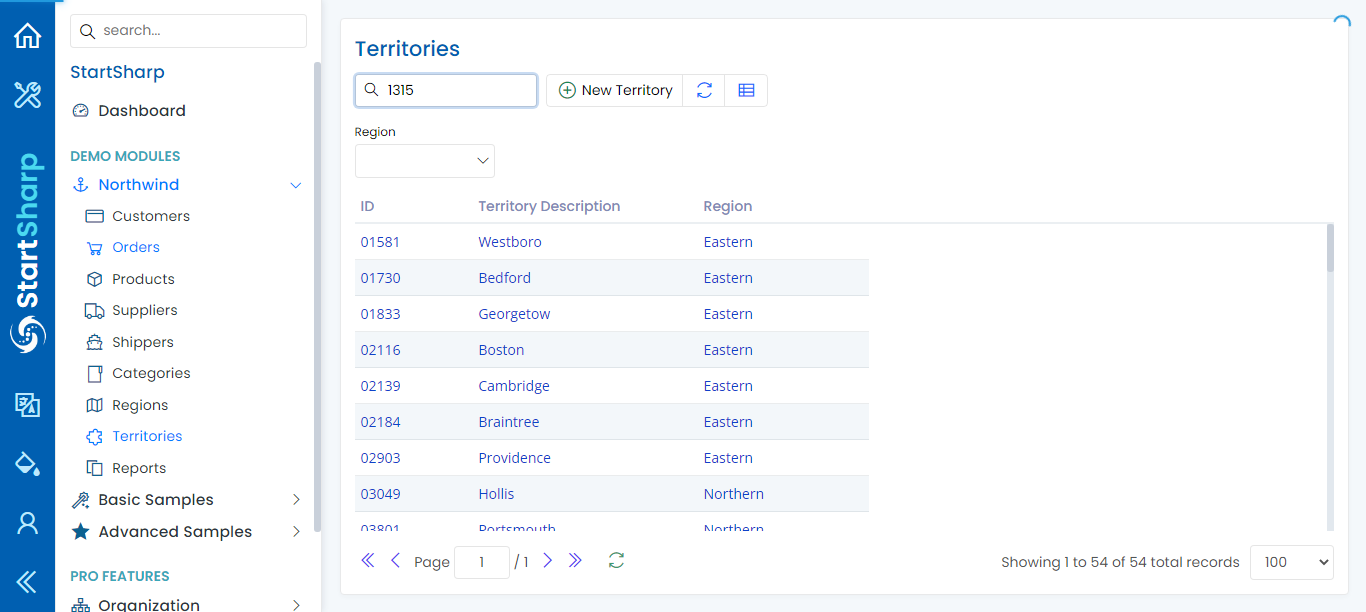 search...
StartSharp
Dashboard
DEMO MODULES
Northwind
Customers
Orders
Products
Suppliers
Shippers
Categories
Regions
Territories
Reports
Basic Samples
Advanced Samples
PRO FEATURES
Organization
StartSharp
Territories
1315
New Territory
Region
ID Territory Description Region
01581 Westboro Eastern
01730 Bedford Eastern
01833 Georgetow Eastern
02116 Boston Eastern
02139 Cambridge Eastern
02184 Braintree Eastern
02903 Providence Eastern
03049 Hollis Northern
03801 Portsmouth Northern
Page 1 / 1
Showing 1 to 54 of 54 total records 100